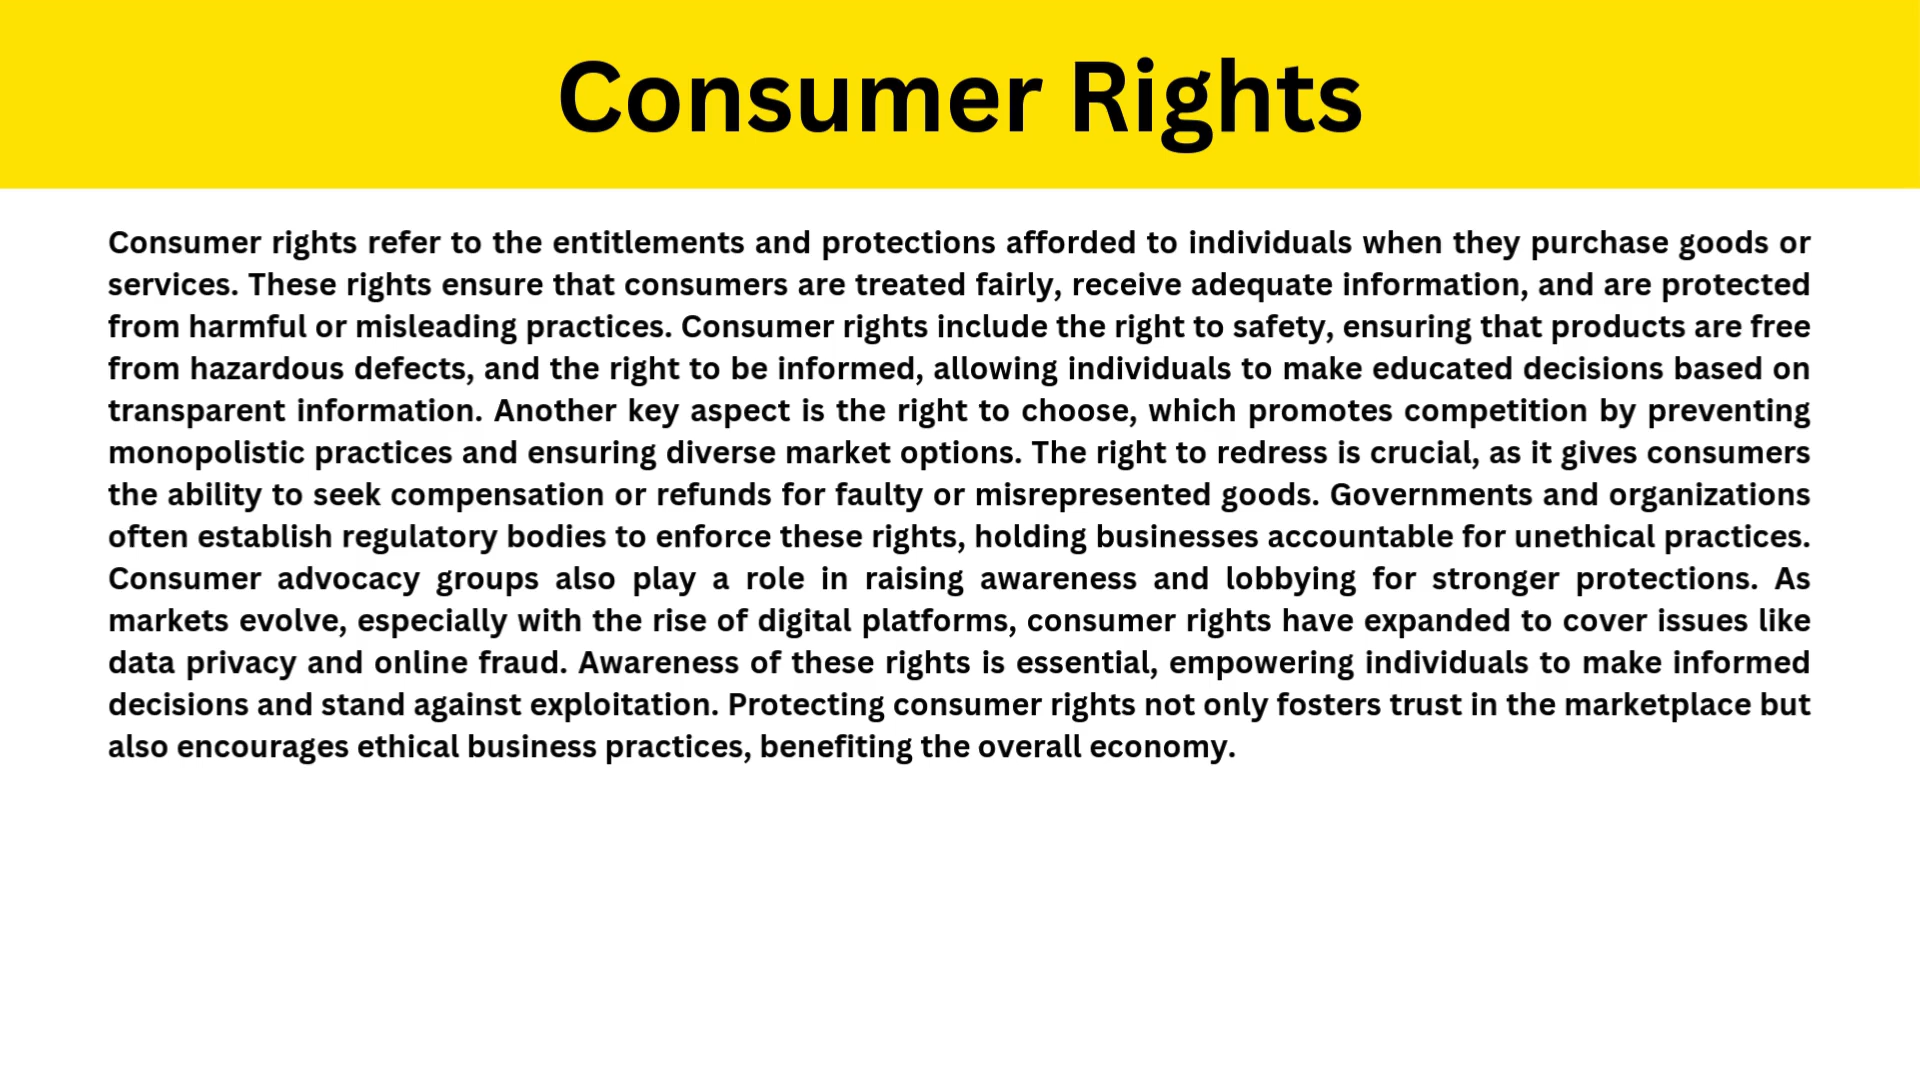 Consumer Rights
Consumer rights refer to the entitlements and protections afforded to individuals when they purchase goods or
services. These rights ensure that consumers are treated fairly, receive adequate information, and are protected
from harmful or misleading practices. Consumer rights include the right to safety, ensuring that products are free
from hazardous defects, and the right to be informed, allowing individuals to make educated decisions based on
transparent information. Another key aspect is the right to choose, which promotes competition by preventing
monopolistic practices and ensuring diverse market options. The right to redress is crucial, as it gives consumers
the ability to seek compensation or refunds for faulty or misrepresented goods. Governments and organizations
often establish regulatory bodies to enforce these rights, holding businesses accountable for unethical practices.
Consumer advocacy groups also play a role in raising awareness and lobbying for stronger protections. As
markets evolve, especially with the rise of digital platforms, consumer rights have expanded to cover issues like
data privacy and online fraud. Awareness of these rights is essential, empowering individuals to make informed
decisions and stand against exploitation. Protecting consumer rights not only fosters trust in the marketplace but
also encourages ethical business practices, benefiting the overall economy.